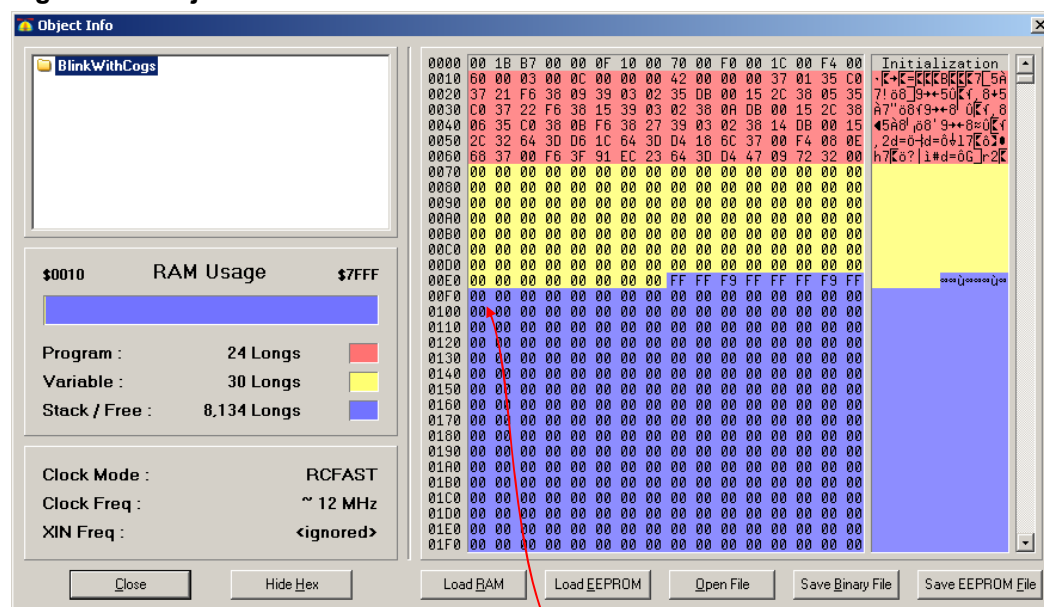 Object Info
BlinkWithCogs
$0010 RAM Usage $7FFF
Program : 24 Longs
Variable : 30 Longs
Stack / Free : 8,134 Longs
Clock Mode : RCFAST
Clock Freq : ~ 12 MHz
XIN Freq : <ignored>
0000 00 1B B7 00 00 0F 10 00 70 00 F0 00 1C 00 F4 00 Initialization
0010 60 00 03 00 0C 00 00 00 42 00 00 00 37 01 35 C0
0020 37 21 F6 38 09 39 03 02 35 DB 00 15 2C 38 05 35
0030 C0 37 22 F6 38 15 39 03 02 38 0A DB 00 15 2C 38
0040 06 35 C0 38 0B F6 38 27 39 03 02 38 14 DB 00 15
0050 2C 32 64 3D D6 1C 64 3D D4 18 6C 37 00 F4 08 0E
0060 68 37 00 F6 3F 91 EC 23 64 3D D4 47 09 72 32 00
0070 00 00 00 00 00 00 00 00 00 00 00 00 00 00 00 00
0080 00 00 00 00 00 00 00 00 00 00 00 00 00 00 00 00
0090 00 00 00 00 00 00 00 00 00 00 00 00 00 00 00 00
00A0 00 00 00 00 00 00 00 00 00 00 00 00 00 00 00 00
00B0 00 00 00 00 00 00 00 00 00 00 00 00 00 00 00 00
00C0 00 00 00 00 00 00 00 00 00 00 00 00 00 00 00 00
00D0 00 00 00 00 00 00 00 00 00 00 00 00 00 00 00 00
00E0 00 00 00 00 00 00 00 00 FF FF F9 FF FF FF F9 FF
00F0 00 00 00 00 00 00 00 00 00 00 00 00 00 00 00 00
0100 00 00 00 00 00 00 00 00 00 00 00 00 00 00 00 00
0110 00 00 00 00 00 00 00 00 00 00 00 00 00 00 00 00
0120 00 00 00 00 00 00 00 00 00 00 00 00 00 00 00 00
0130 00 00 00 00 00 00 00 00 00 00 00 00 00 00 00 00
0140 00 00 00 00 00 00 00 00 00 00 00 00 00 00 00 00
0150 00 00 00 00 00 00 00 00 00 00 00 00 00 00 00 00
0160 00 00 00 00 00 00 00 00 00 00 00 00 00 00 00 00
0170 00 00 00 00 00 00 00 00 00 00 00 00 00 00 00 00
0180 00 00 00 00 00 00 00 00 00 00 00 00 00 00 00 00
0190 00 00 00 00 00 00 00 00 00 00 00 00 00 00 00 00
01A0 00 00 00 00 00 00 00 00 00 00 00 00 00 00 00 00
01B0 00 00 00 00 00 00 00 00 00 00 00 00 00 00 00 00
01C0 00 00 00 00 00 00 00 00 00 00 00 00 00 00 00 00
01D0 00 00 00 00 00 00 00 00 00 00 00 00 00 00 00 00
01E0 00 00 00 00 00 00 00 00 00 00 00 00 00 00 00 00
01F0 00 00 00 00 00 00 00 00 00 00 00 00 00 00 00 00
Close Hide Hex Load RAM Load EEPROM Open File Save Binary File Save EEPROM File